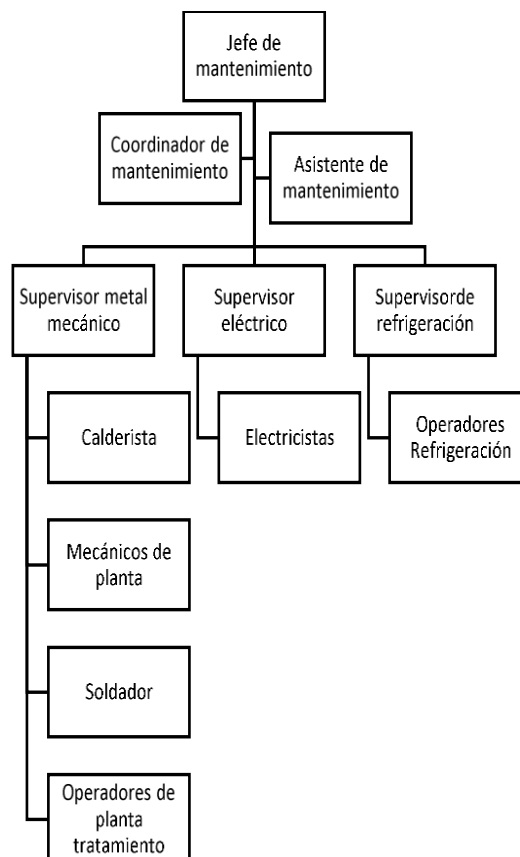 Jefe de
mantenimiento
Coordinador de
mantenimiento
Asistente de
mantenimiento
Supervisor metal
mecánico
Supervisor
eléctrico
Supervisorde
refrigeración
Calderista
Electricistas
Operadores
Refrigeración
Mecánicos de
planta
Soldador
Operadores de
planta
tratamiento